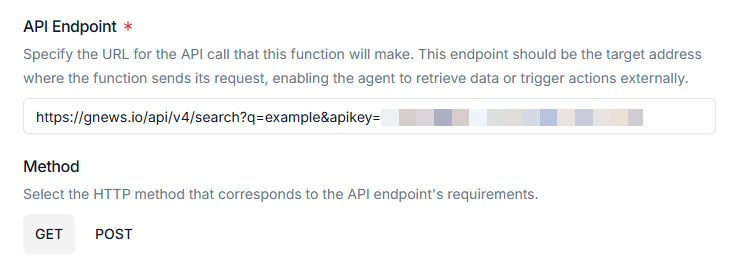 API Endpoint *
Specify the URL for the API call that this function will make. This endpoint should be the target address
where the function sends its request, enabling the agent to retrieve data or trigger actions externally.
https://gnews.io/api/v4/search?q=example&apikey=
Method
Select the HTTP method that corresponds to the API endpoint's requirements.
GET POST